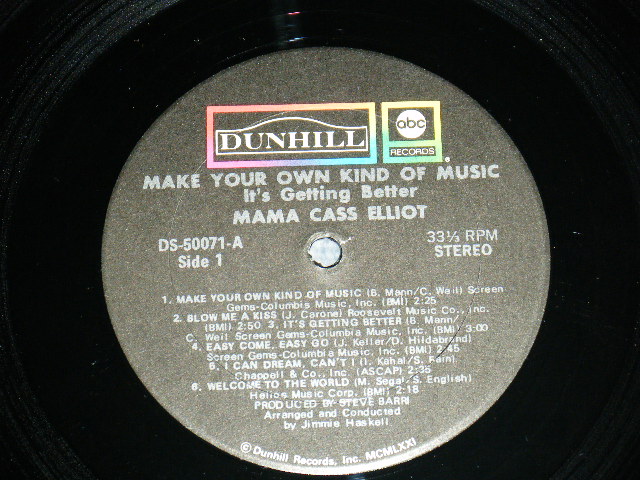 DUNHILL
abc
RECORDS
MAKE YOUR OWN KIND OF MUSIC
It's Getting Better
MAMA CASS ELLIOT
DS-50071-A
Side 1
33⅓ RPM
STEREO
1. MAKE YOUR OWN KIND OF MUSIC (B. Mann/C. Weil) Screen
Gems-Columbia Music, Inc. (BMI) 2:25
2. BLOW ME A KISS (J. Carone) Roosevelt Music Co., Inc.
(BMI) 2:50 3. IT'S GETTING BETTER (B. Mann/
C. Weil Screen Gems-Columbia Music, Inc. (BMI) 3:00
4. EASY COME, EASY GO (J. Keller/D. Hildebrand)
Screen Gems-Columbia Music, Inc. (BMI) 2:45
5. I CAN DREAM, CAN'T I (I. Kahal/S. Fain)
Chappell & Co., Inc. (ASCAP) 2:35
6. WELCOME TO THE WORLD (M. Segal/S. English)
Helios Music Corp. (BMI) 2:18
PRODUCED BY STEVE BARRI
Arranged and Conducted
by Jimmie Haskell
© Dunhill Records, Inc. MCMLXXI